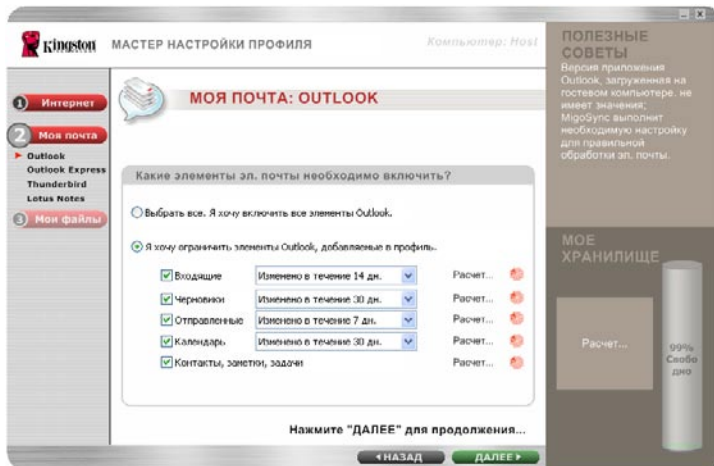 Kingston
МАСТЕР НАСТРОЙКИ ПРОФИЛЯ
Компьютер: Host
1 Интернет
2 Моя почта
Outlook
Outlook Express
Thunderbird
Lotus Notes
3 Мои файлы
МОЯ ПОЧТА: OUTLOOK
Какие элементы эл. почты необходимо включить?
Выбрать все. Я хочу включить все элементы Outlook.
Я хочу ограничить элементы Outlook, добавляемые в профиль.
Входящие Изменено в течение 14 дн. Расчет...
Черновики Изменено в течение 30 дн. Расчет...
Отправленные Изменено в течение 7 дн. Расчет...
Календарь Изменено в течение 30 дн. Расчет...
Контакты, заметки, задачи Расчет...
Нажмите "ДАЛЕЕ" для продолжения...
НАЗАД ДАЛЕЕ
ПОЛЕЗНЫЕ
СОВЕТЫ
Версия приложения
Outlook, загруженная на
гостевом компьютере. не
имеет значения;
MigoSync выполнит
необходимую настройку
для правильной
обработки эл. почты.
МОЕ
ХРАНИЛИЩЕ
Расчет...
99%
Свобо
дно